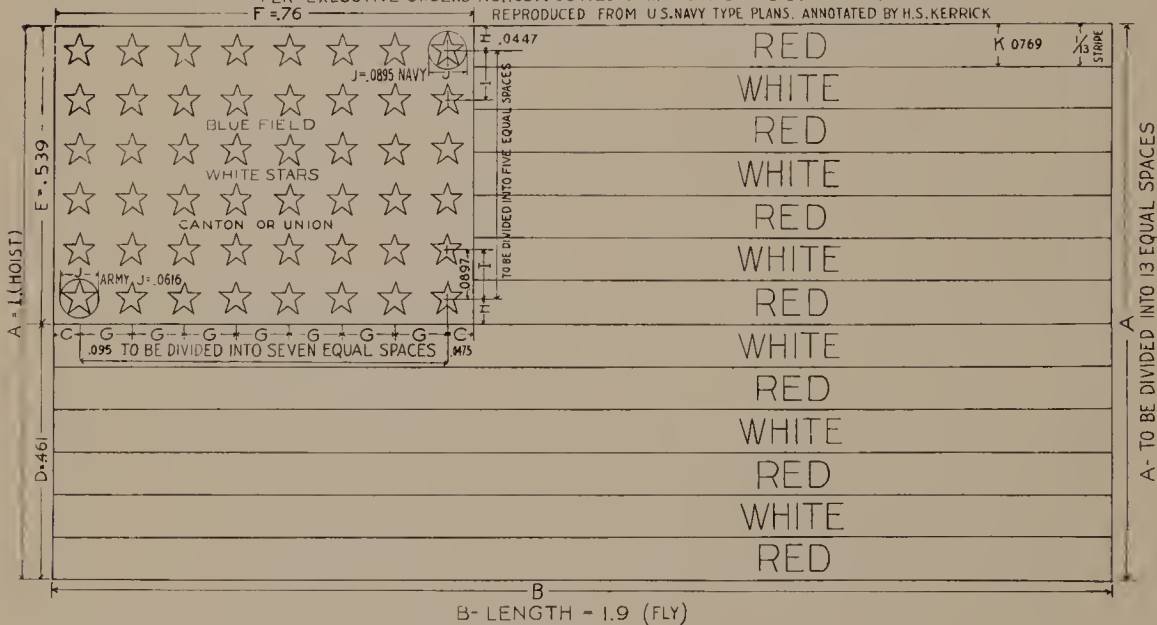 F = .76
REPRODUCED FROM U.S. NAVY TYPE PLANS. ANNOTATED BY H.S. KERRICK
H .0447
RED
K 0769
1/13 STRIPE
J=.0895 NAVY
J
I
WHITE
BLUE FIELD
RED
WHITE STARS
WHITE
CANTON OR UNION
RED
TO BE DIVIDED INTO FIVE EQUAL SPACES
WHITE
J
ARMY J=.0616
.0897
I
H
RED
C G G G G G G G C
.095 TO BE DIVIDED INTO SEVEN EQUAL SPACES .0475
WHITE
RED
WHITE
RED
WHITE
RED
A = 1 (HOIST)
E = .539
D=.461
A
A- TO BE DIVIDED INTO 13 EQUAL SPACES
B
B- LENGTH = 1.9 (FLY)